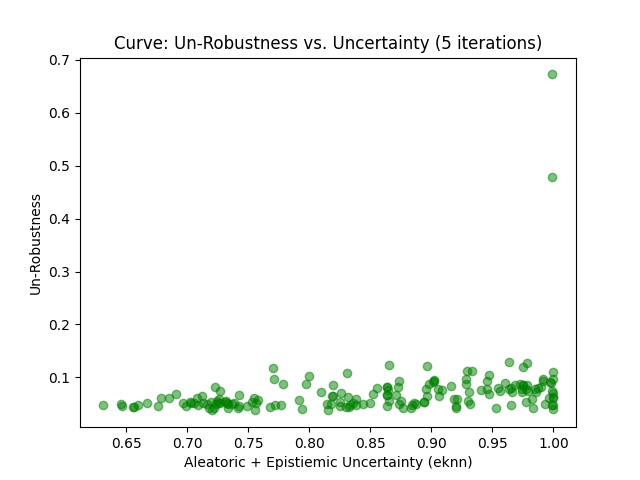 Curve: Un-Robustness vs. Uncertainty (5 iterations)
0.7
0.6
0.5
0.4
0.3
0.2
0.1
Un-Robustness
0.65 0.70 0.75 0.80 0.85 0.90 0.95 1.00
Aleatoric + Epistiemic Uncertainty (eknn)